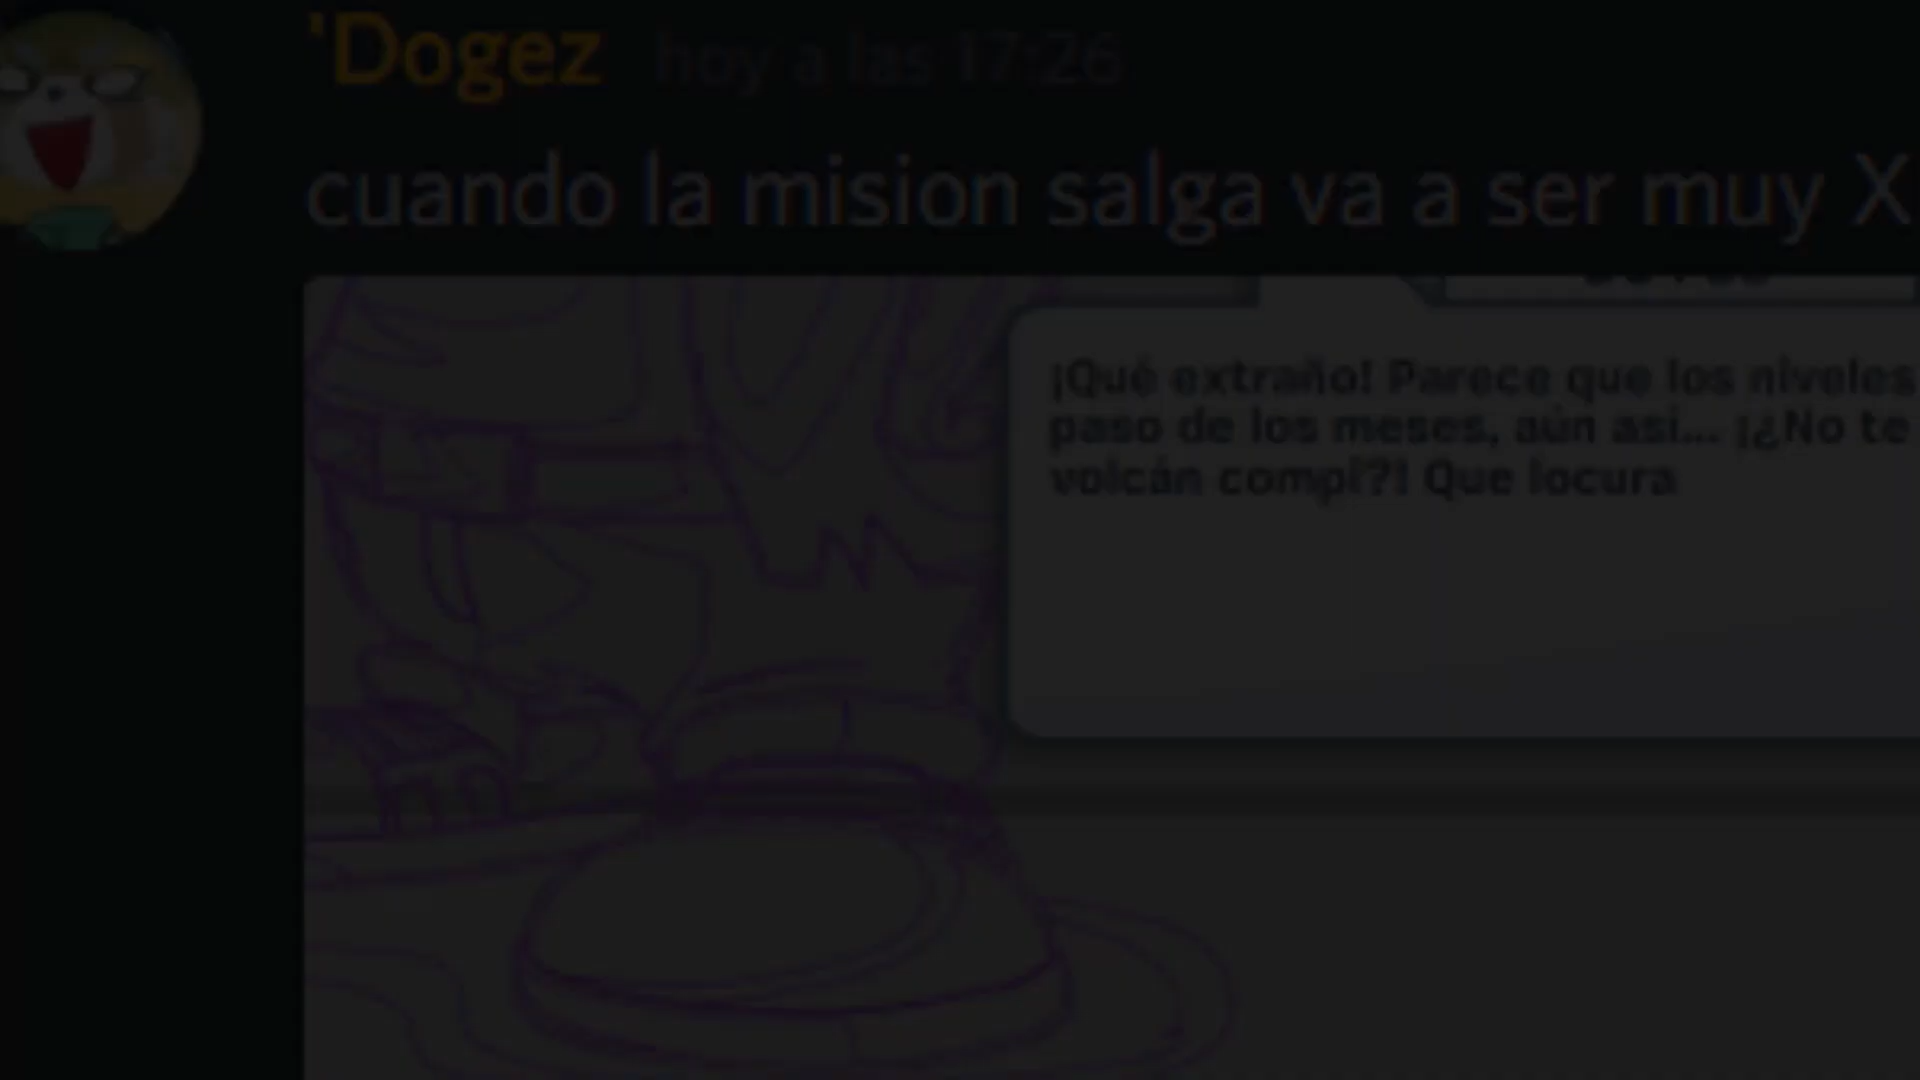 'Dogez hoy a las 17:26
cuando la mision salga va a ser muy X
¡Qué extraño! Parece que los niveles
paso de los meses, aún así... ¡¿No te
volcán compi?! Que locura